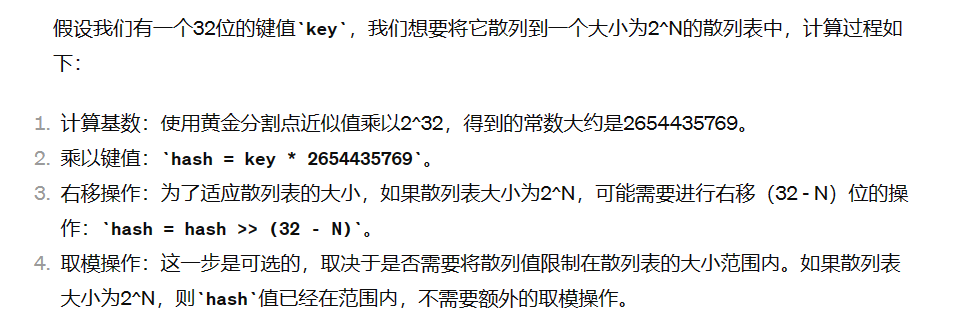 假设我们有一个32位的键值`key`，我们想要将它散列到一个大小为2^N的散列表中，计算过程如
下：
1. 计算基数：使用黄金分割点近似值乘以2^32，得到的常数大约是2654435769。
2. 乘以键值：`hash = key * 2654435769`。
3. 右移操作：为了适应散列表的大小，如果散列表大小为2^N，可能需要进行右移（32 - N）位的操
作：`hash = hash >> (32 - N)`。
4. 取模操作：这一步是可选的，取决于是否需要将散列值限制在散列表的大小范围内。如果散列表
大小为2^N，则`hash`值已经在范围内，不需要额外的取模操作。